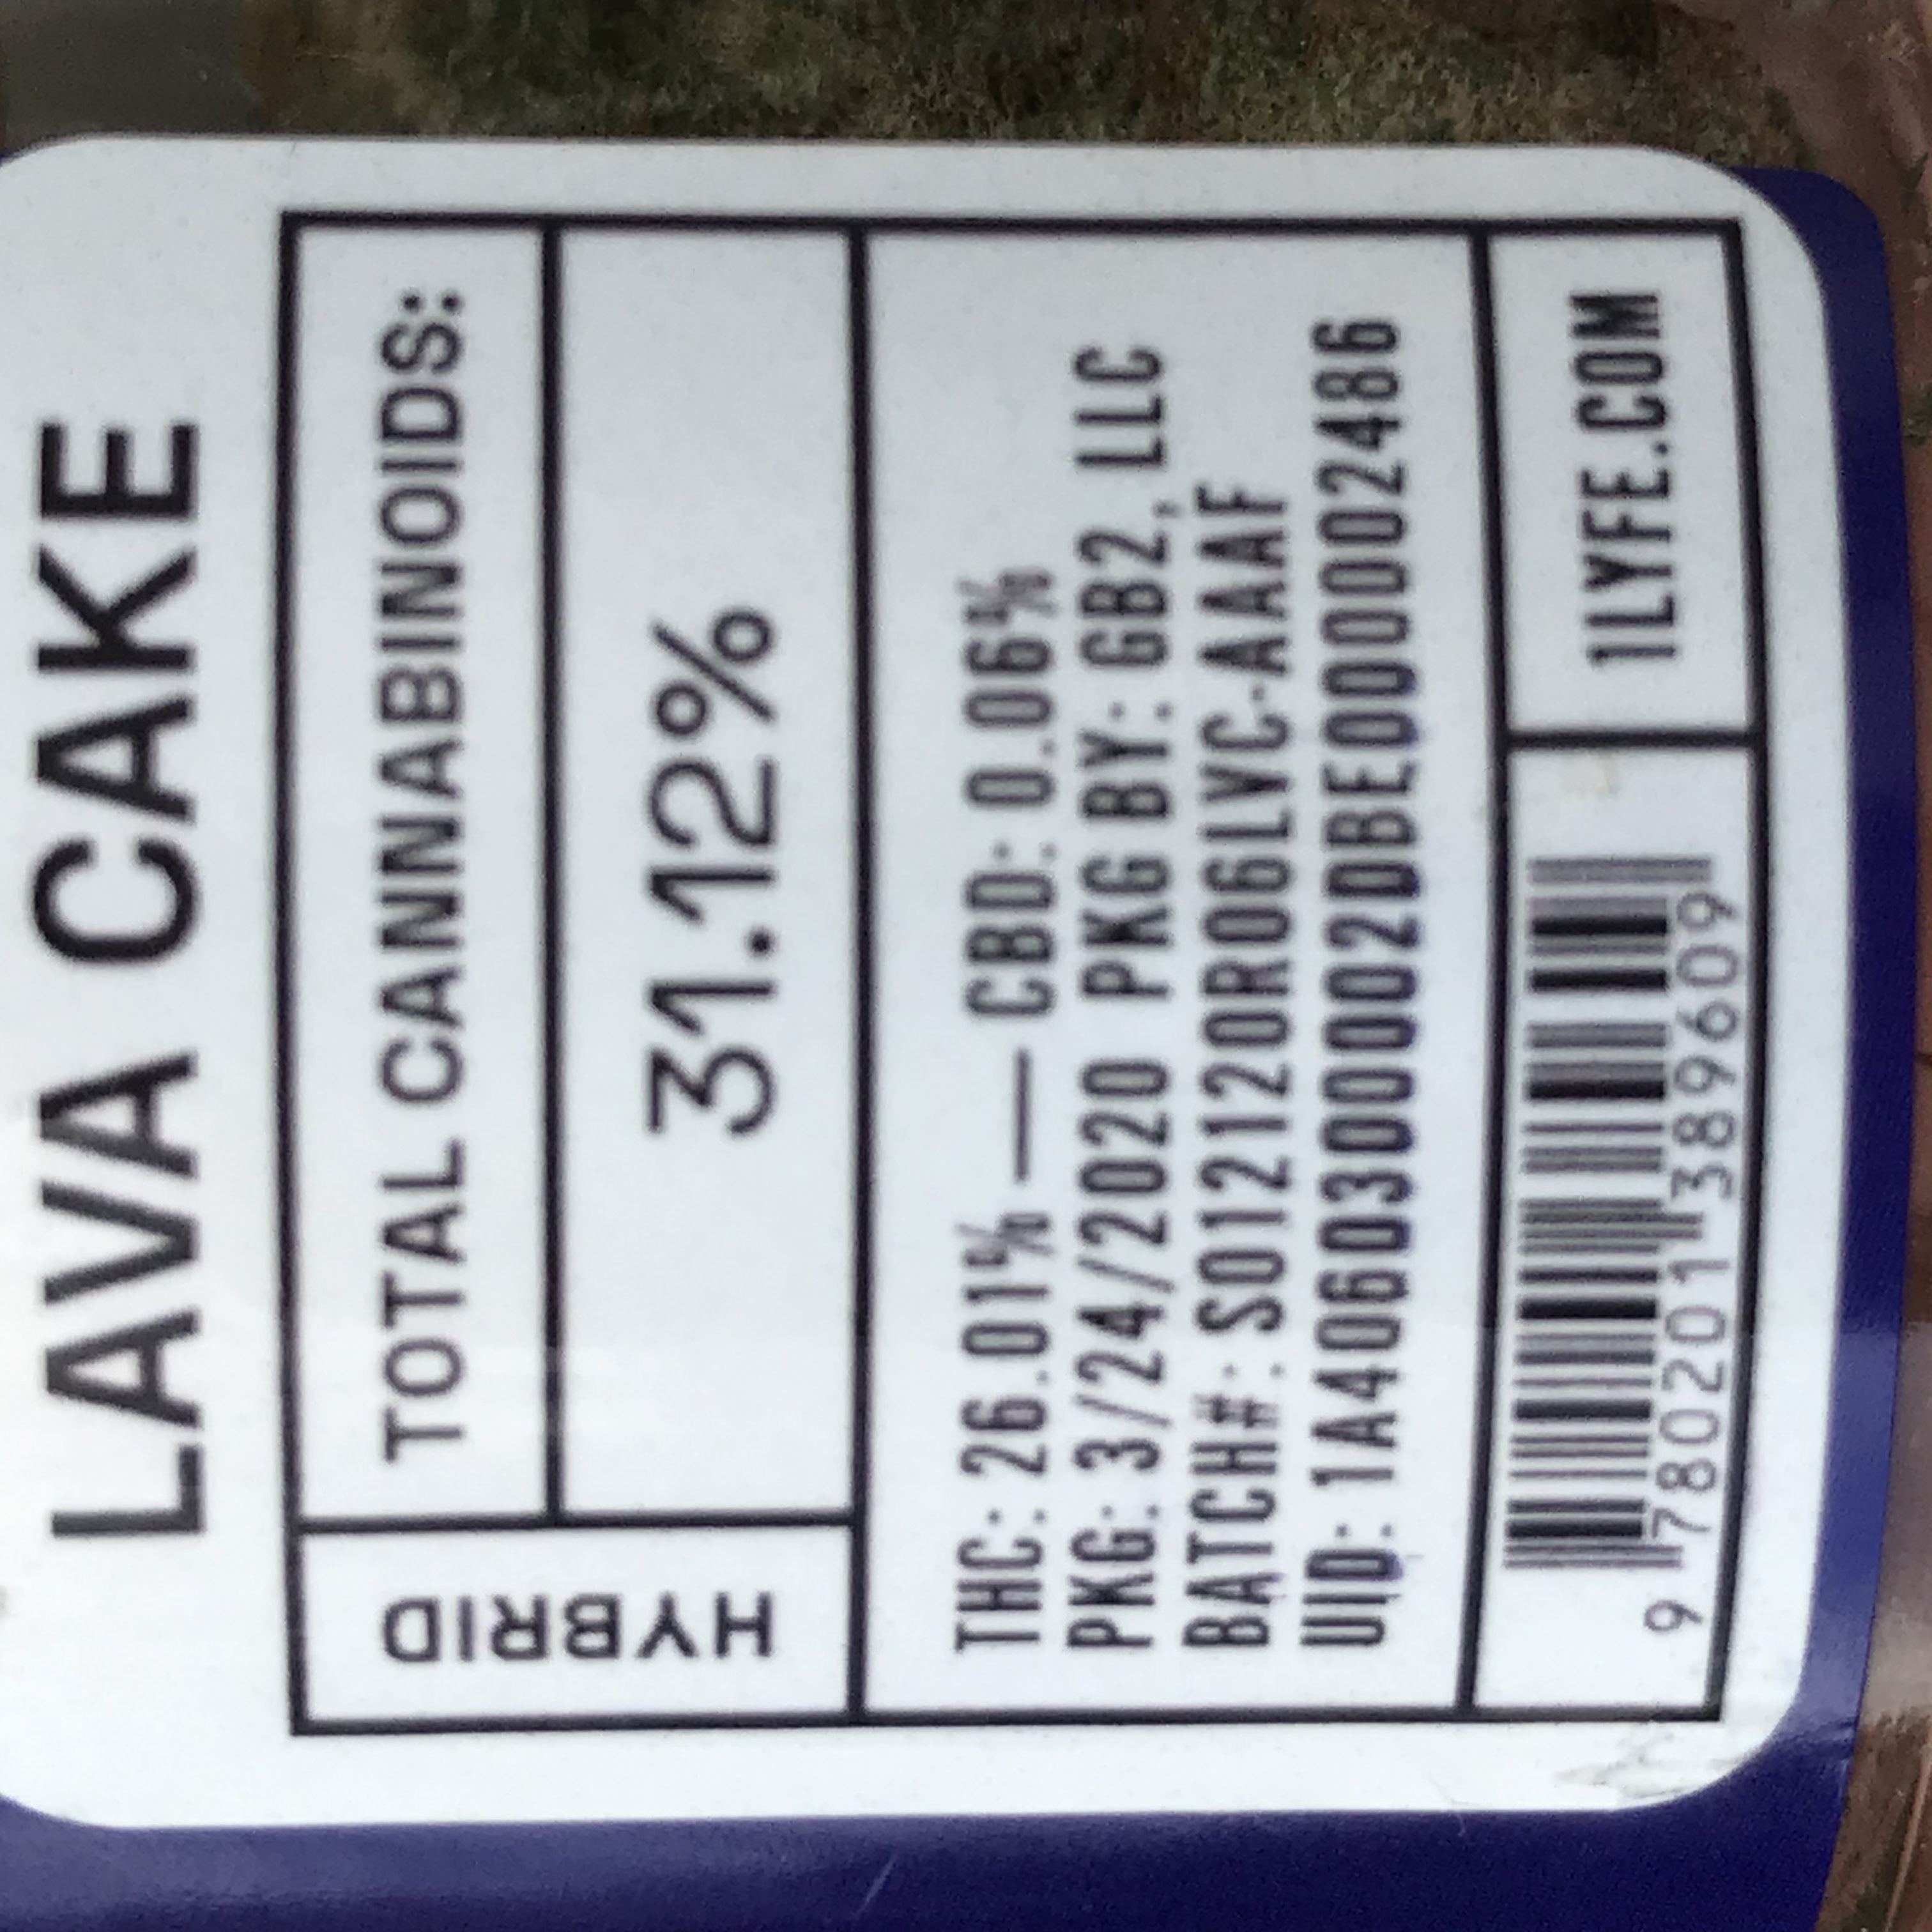 LAVA CAKE
HYBRID
TOTAL CANNABINOIDS:
31.12%
THC: 26.01% — CBD: 0.06%
PKG: 3/24/2020 PKG BY: GB2, LLC
BATCH#: S012120R06LVC-AAAF
UID: 1A4060300002DBE000002486
9 780201 389609
1LYFE.COM